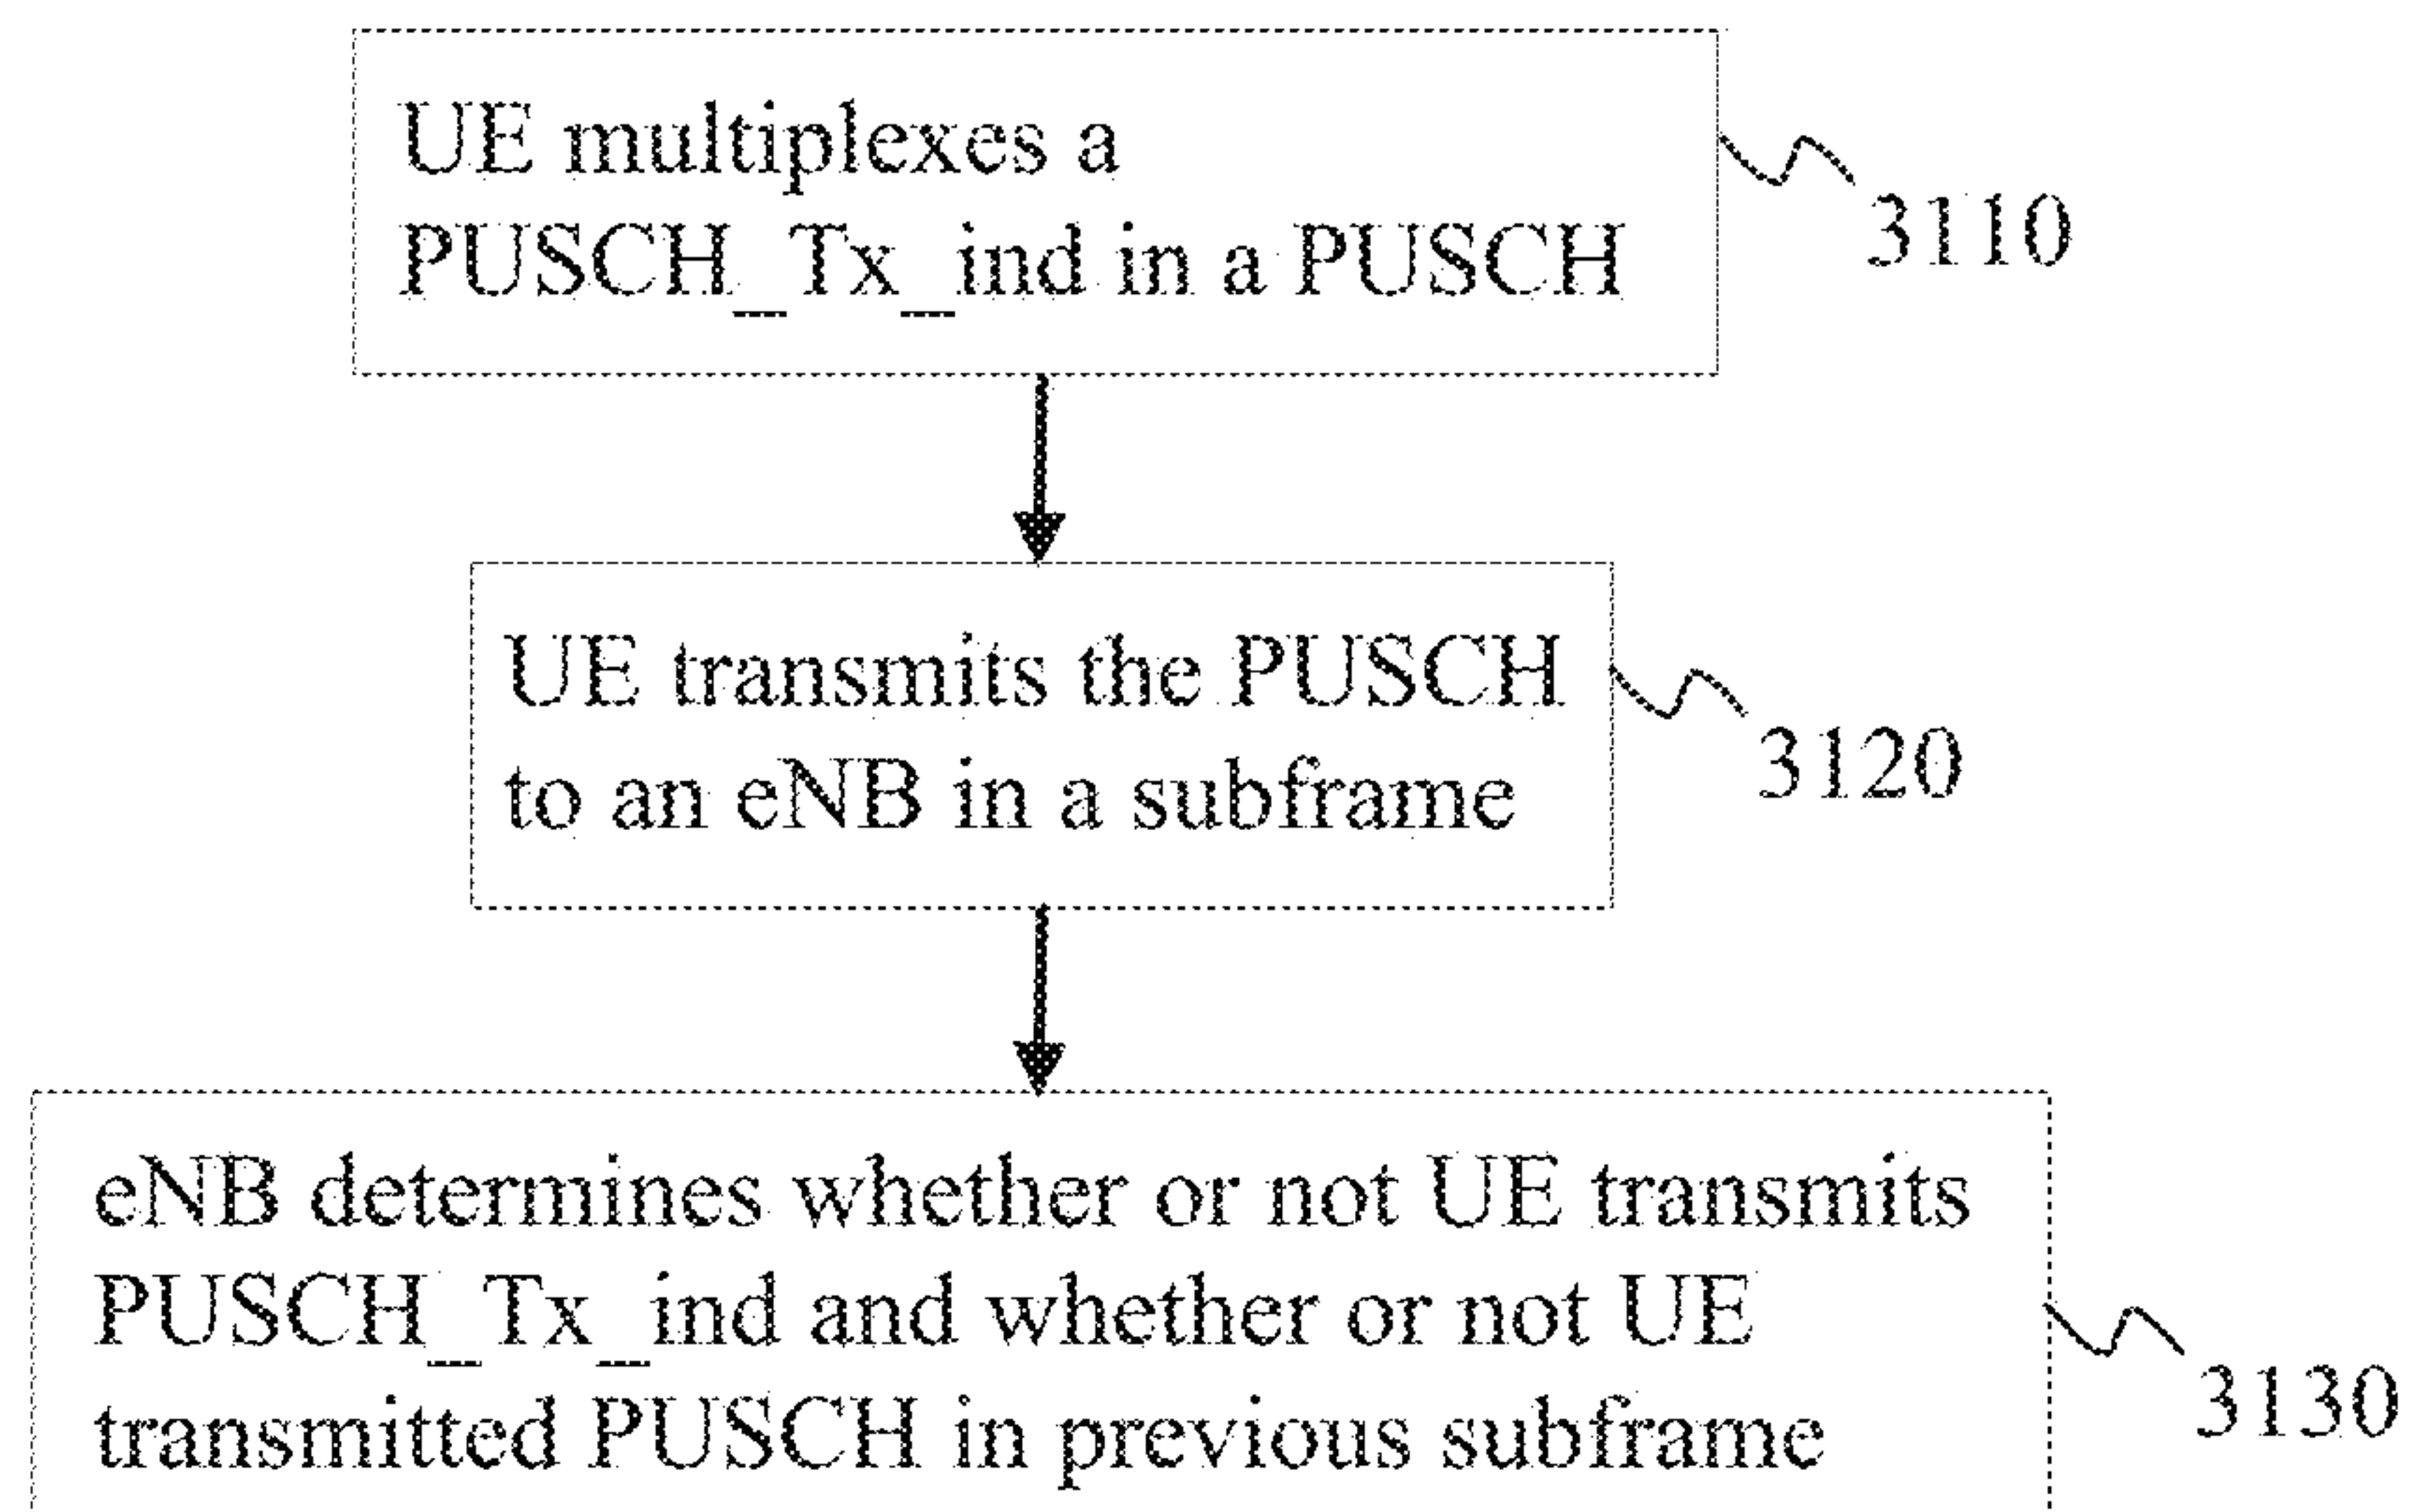 UE multiplexes a
PUSCH_Tx_ind in a PUSCH
3110
UE transmits the PUSCH
to an eNB in a subframe
3120
eNB determines whether or not UE transmits
PUSCH_Tx_ind and whether or not UE
transmitted PUSCH in previous subframe
3130